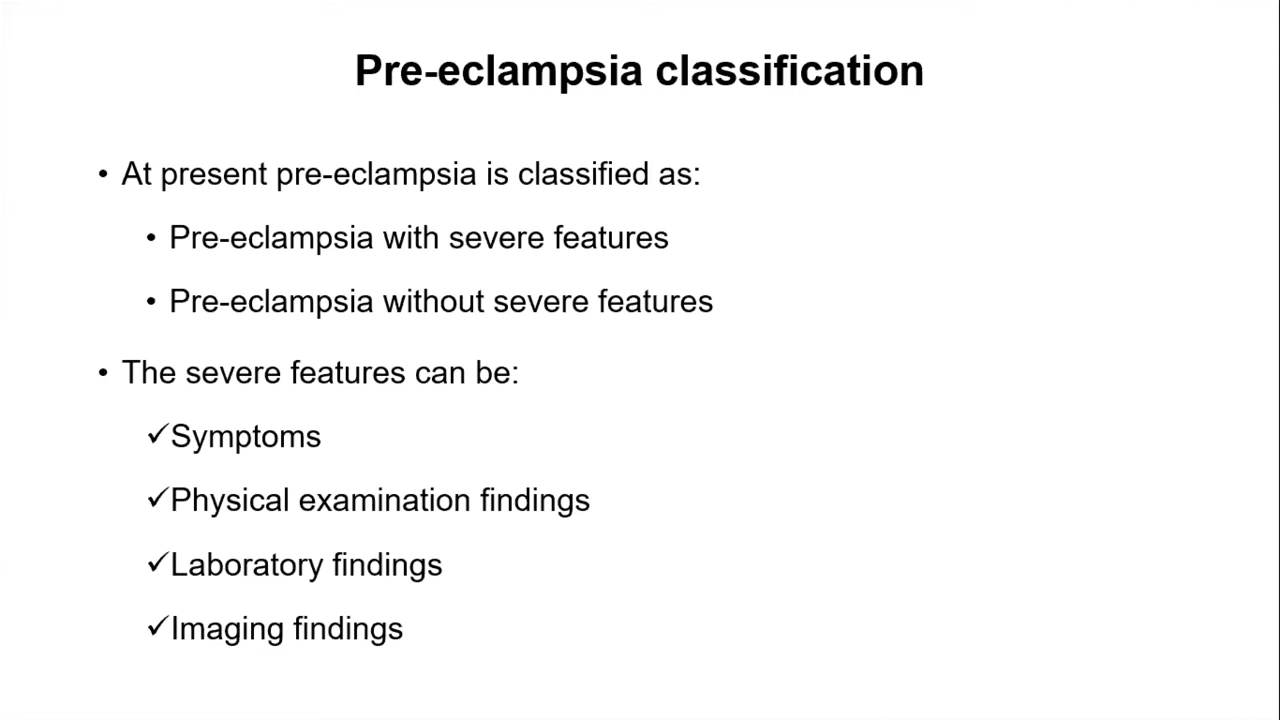 Pre-eclampsia classification
• At present pre-eclampsia is classified as:
• Pre-eclampsia with severe features
• Pre-eclampsia without severe features
• The severe features can be:
✓Symptoms
✓Physical examination findings
✓Laboratory findings
✓Imaging findings